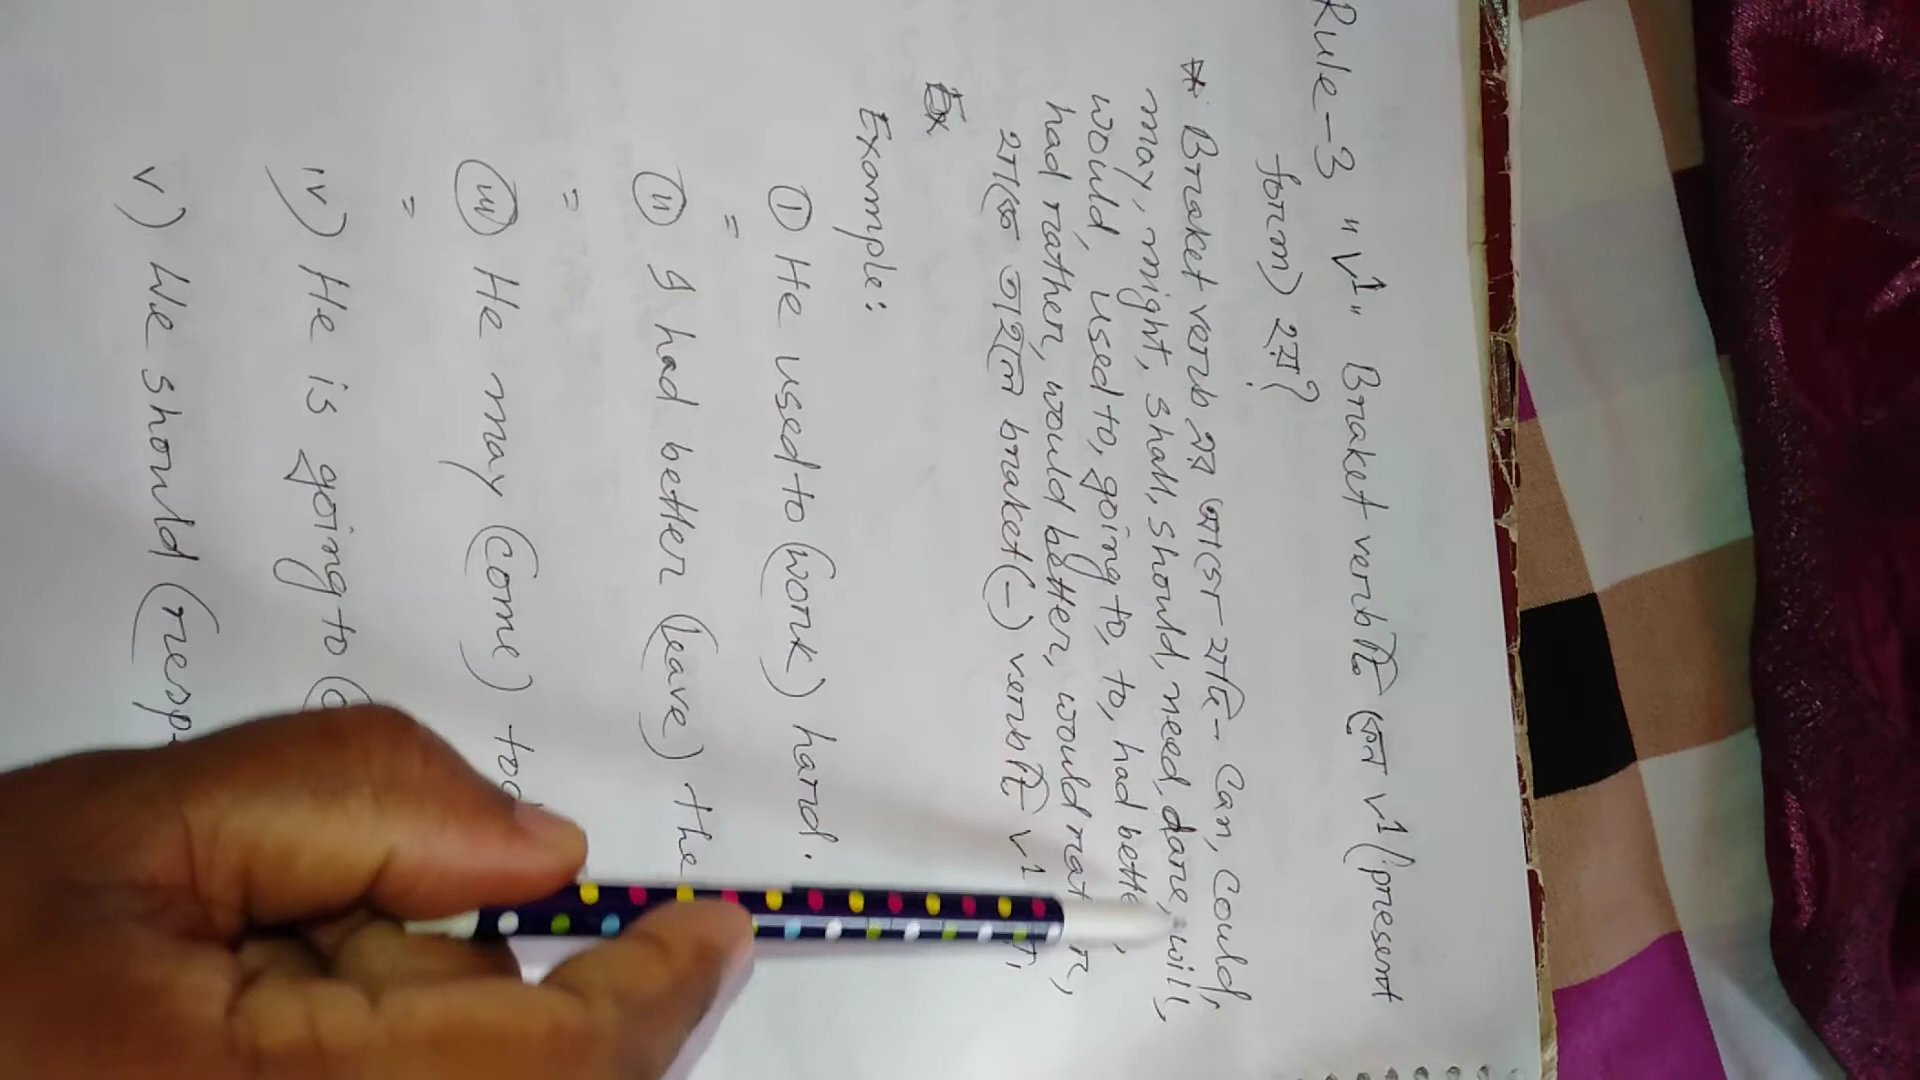 Rule-3 "V1" Braket verbটি কেন V1 (present
form) হয়?
* Braket verb এর আগে যদি- Can, Could,
may, might, shall, should, need, dare, will,
would, used to, going to, to, had bette
had rather, would better, would rat r,
থাকে তাহলে braket (-) verbটি V1
Ex
Example:
(i) He used to (work) hard.
=
(ii) I had better (leave) the
=
(iii) He may (come)
=
iv) He is going to
v) We should